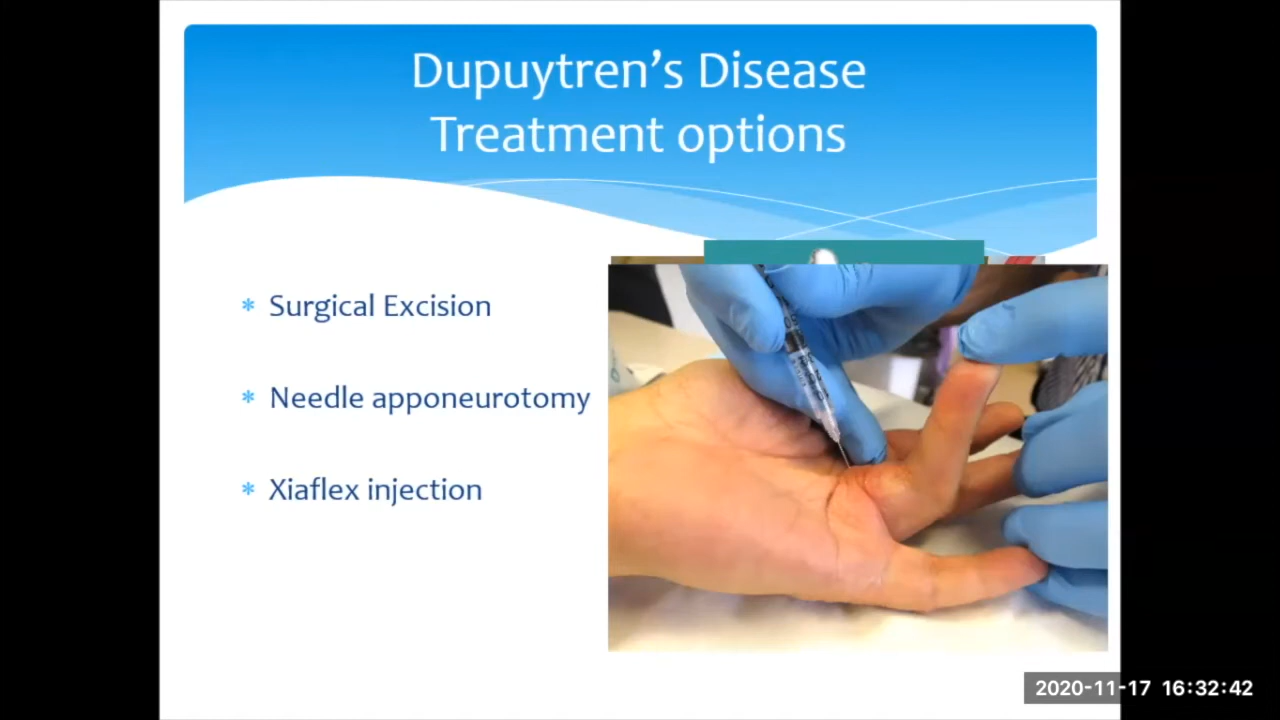 Dupuytren's Disease
Treatment options
* Surgical Excision
* Needle apponeurotomy
* Xiaflex injection
2020-11-17 16:32:42